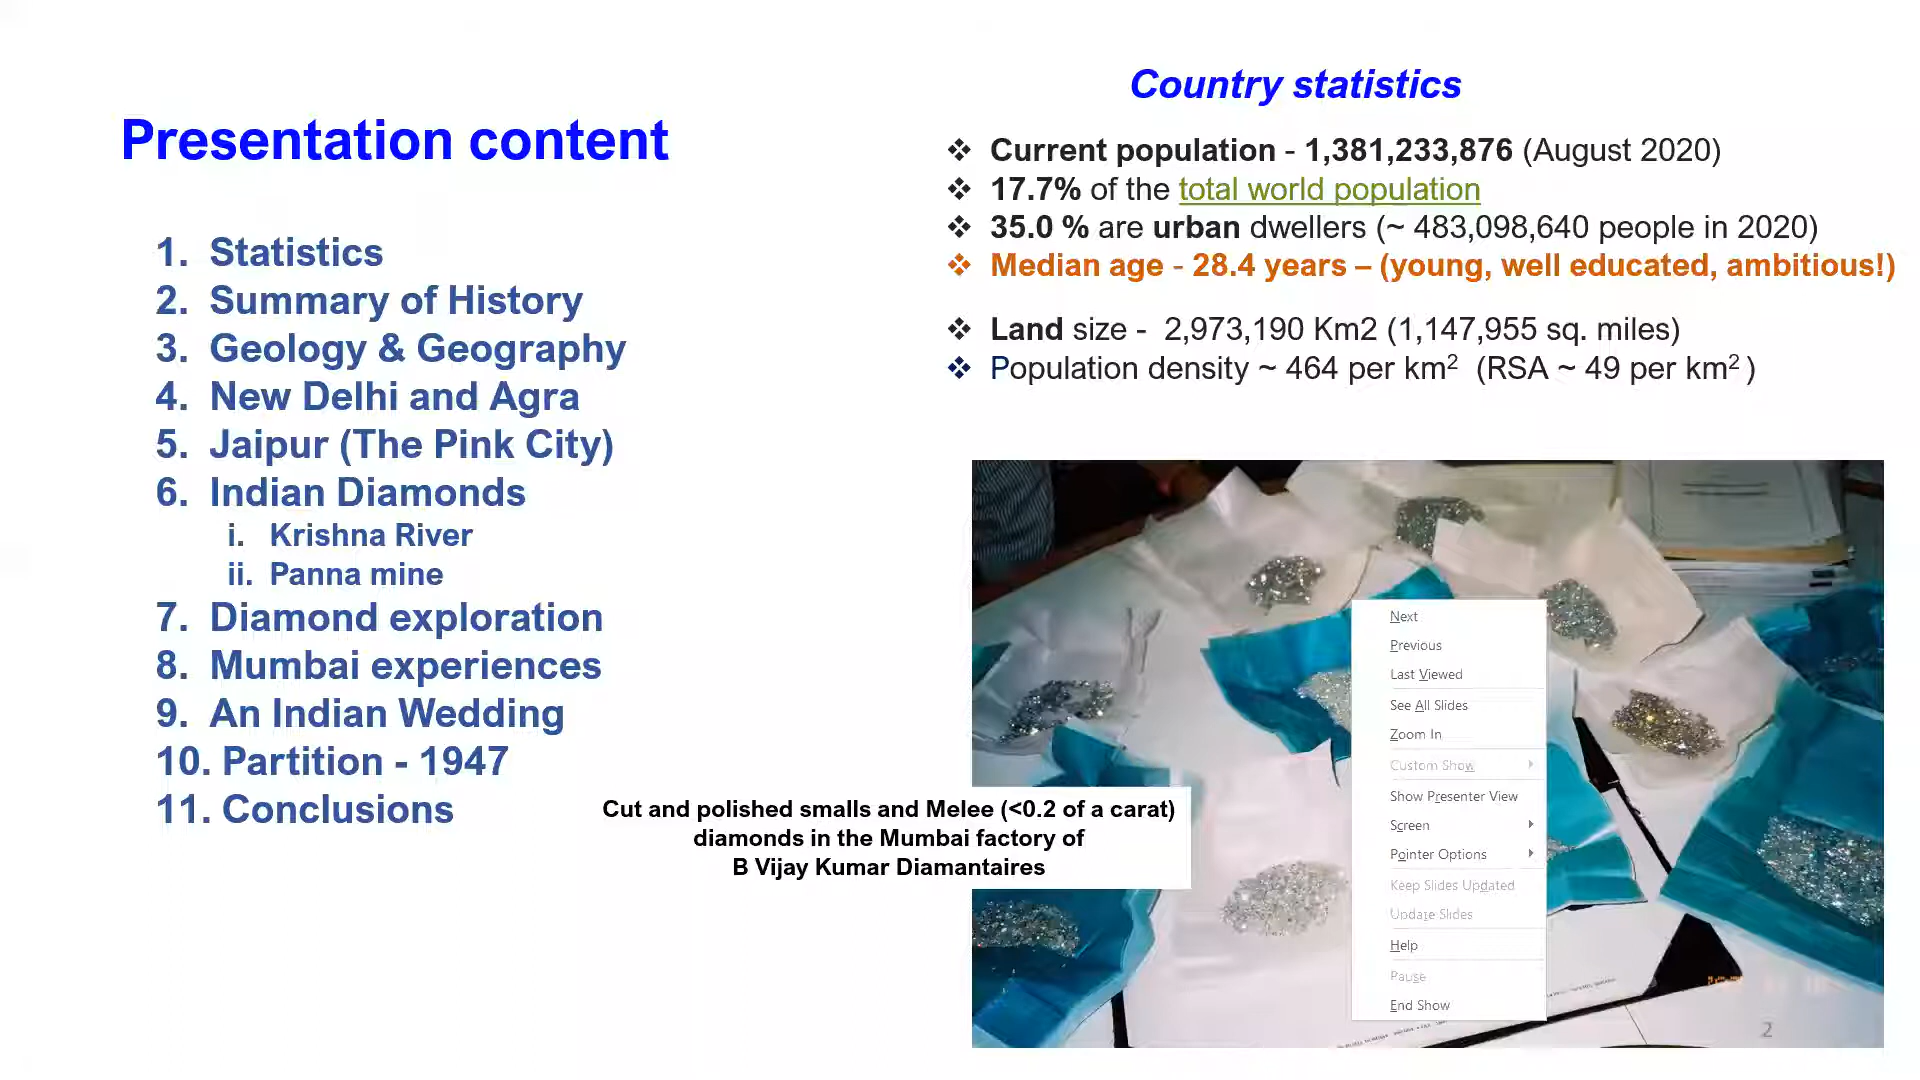 Presentation content
1. Statistics
2. Summary of History
3. Geology & Geography
4. New Delhi and Agra
5. Jaipur (The Pink City)
6. Indian Diamonds
i. Krishna River
ii. Panna mine
7. Diamond exploration
8. Mumbai experiences
9. An Indian Wedding
10. Partition - 1947
11. Conclusions
Country statistics
❖ Current population - 1,381,233,876 (August 2020)
❖ 17.7% of the total world population
❖ 35.0 % are urban dwellers (~ 483,098,640 people in 2020)
❖ Median age - 28.4 years – (young, well educated, ambitious!)
❖ Land size - 2,973,190 Km2 (1,147,955 sq. miles)
❖ Population density ~ 464 per km² (RSA ~ 49 per km² )
Cut and polished smalls and Melee (<0.2 of a carat)
diamonds in the Mumbai factory of
B Vijay Kumar Diamantaires
Next
Previous
Last Viewed
See All Slides
Zoom In
Custom Show
Show Presenter View
Screen
Pointer Options
Keep Slides Updated
Update Slides
Help
Pause
End Show
2